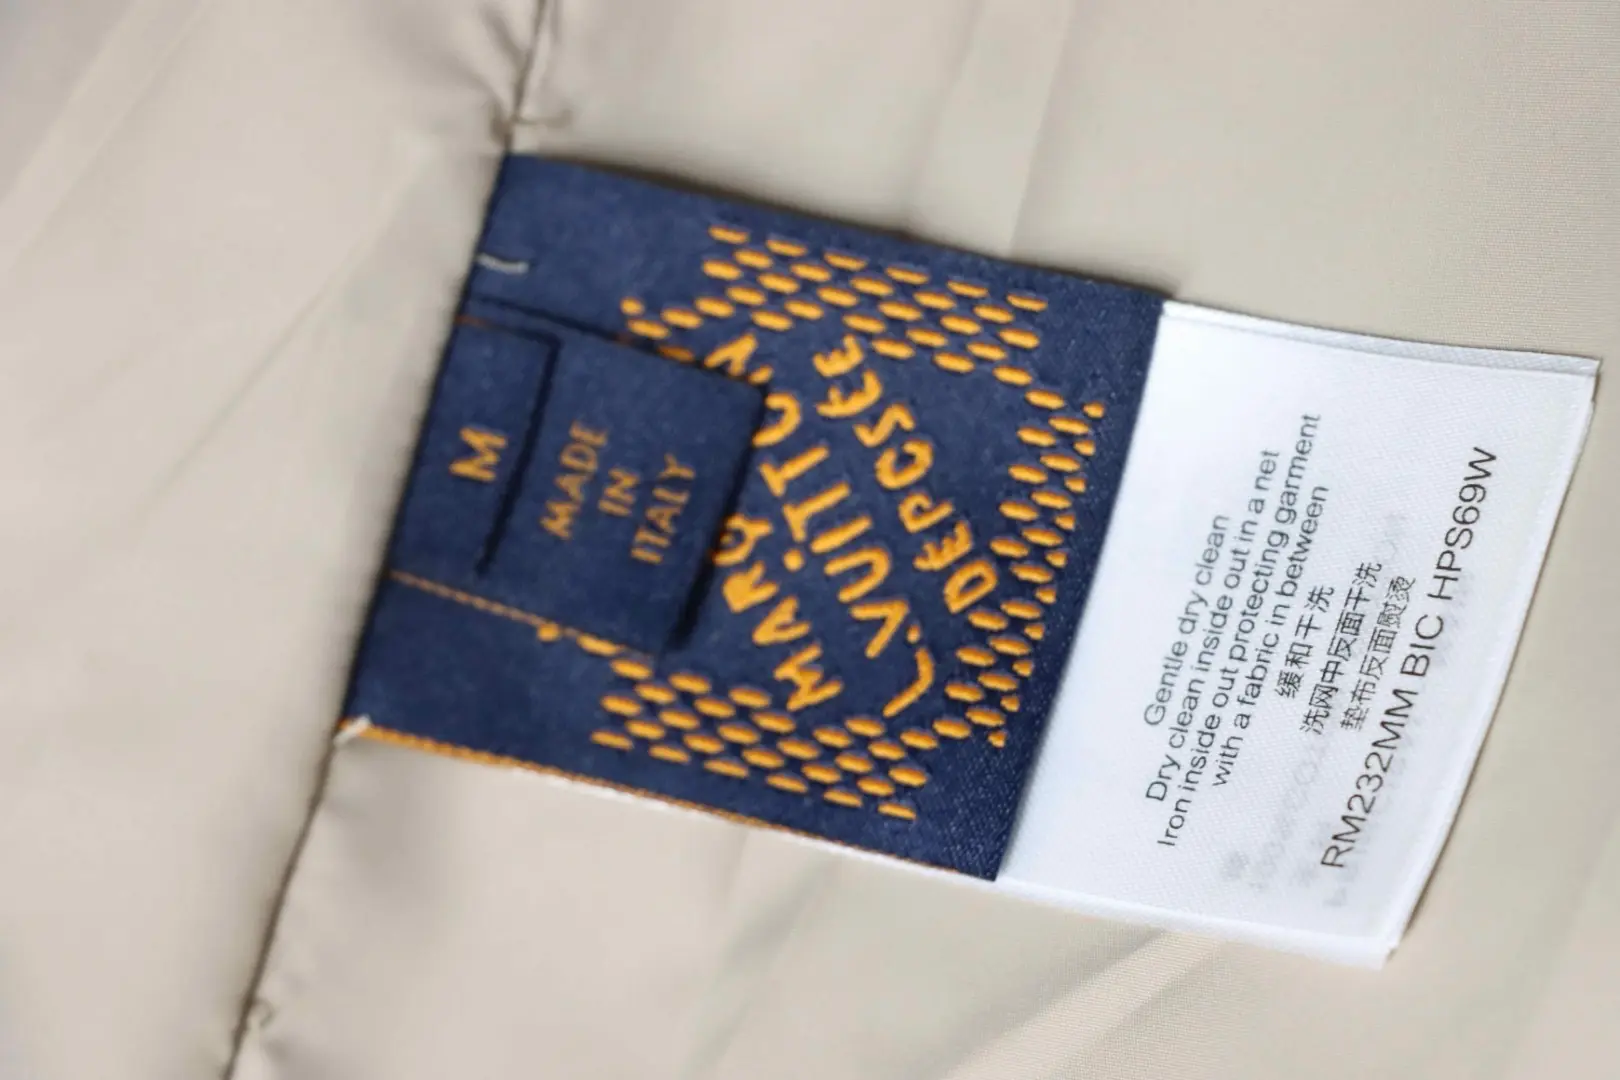 M
MADE
IN
ITALY
MARQ
L.VUITTON
DÉPOSÉE
Gentle dry clean
Dry clean inside out in a net
Iron inside out protecting garment
with a fabric in between
缓和干洗
洗网中反面干洗
垫布反面熨烫
RM232MM BIC HPS69W